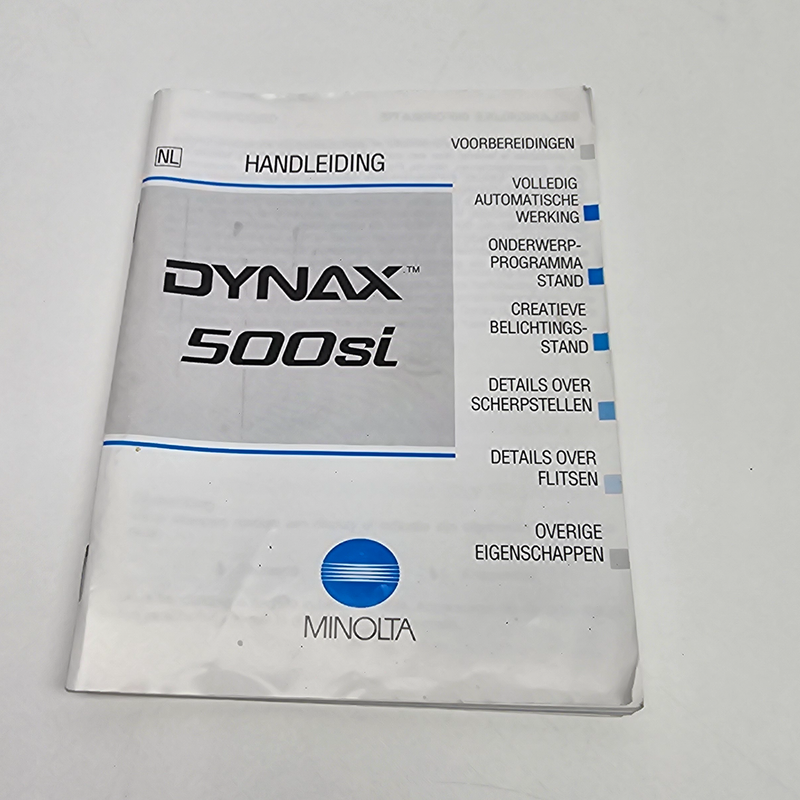 NL
HANDLEIDING
DYNAX™
500si
MINOLTA
VOORBEREIDINGEN
VOLLEDIG
AUTOMATISCHE
WERKING
ONDERWERP-
PROGRAMMA
STAND
CREATIEVE
BELICHTINGS-
STAND
DETAILS OVER
SCHERPSTELLEN
DETAILS OVER
FLITSEN
OVERIGE
EIGENSCHAPPEN